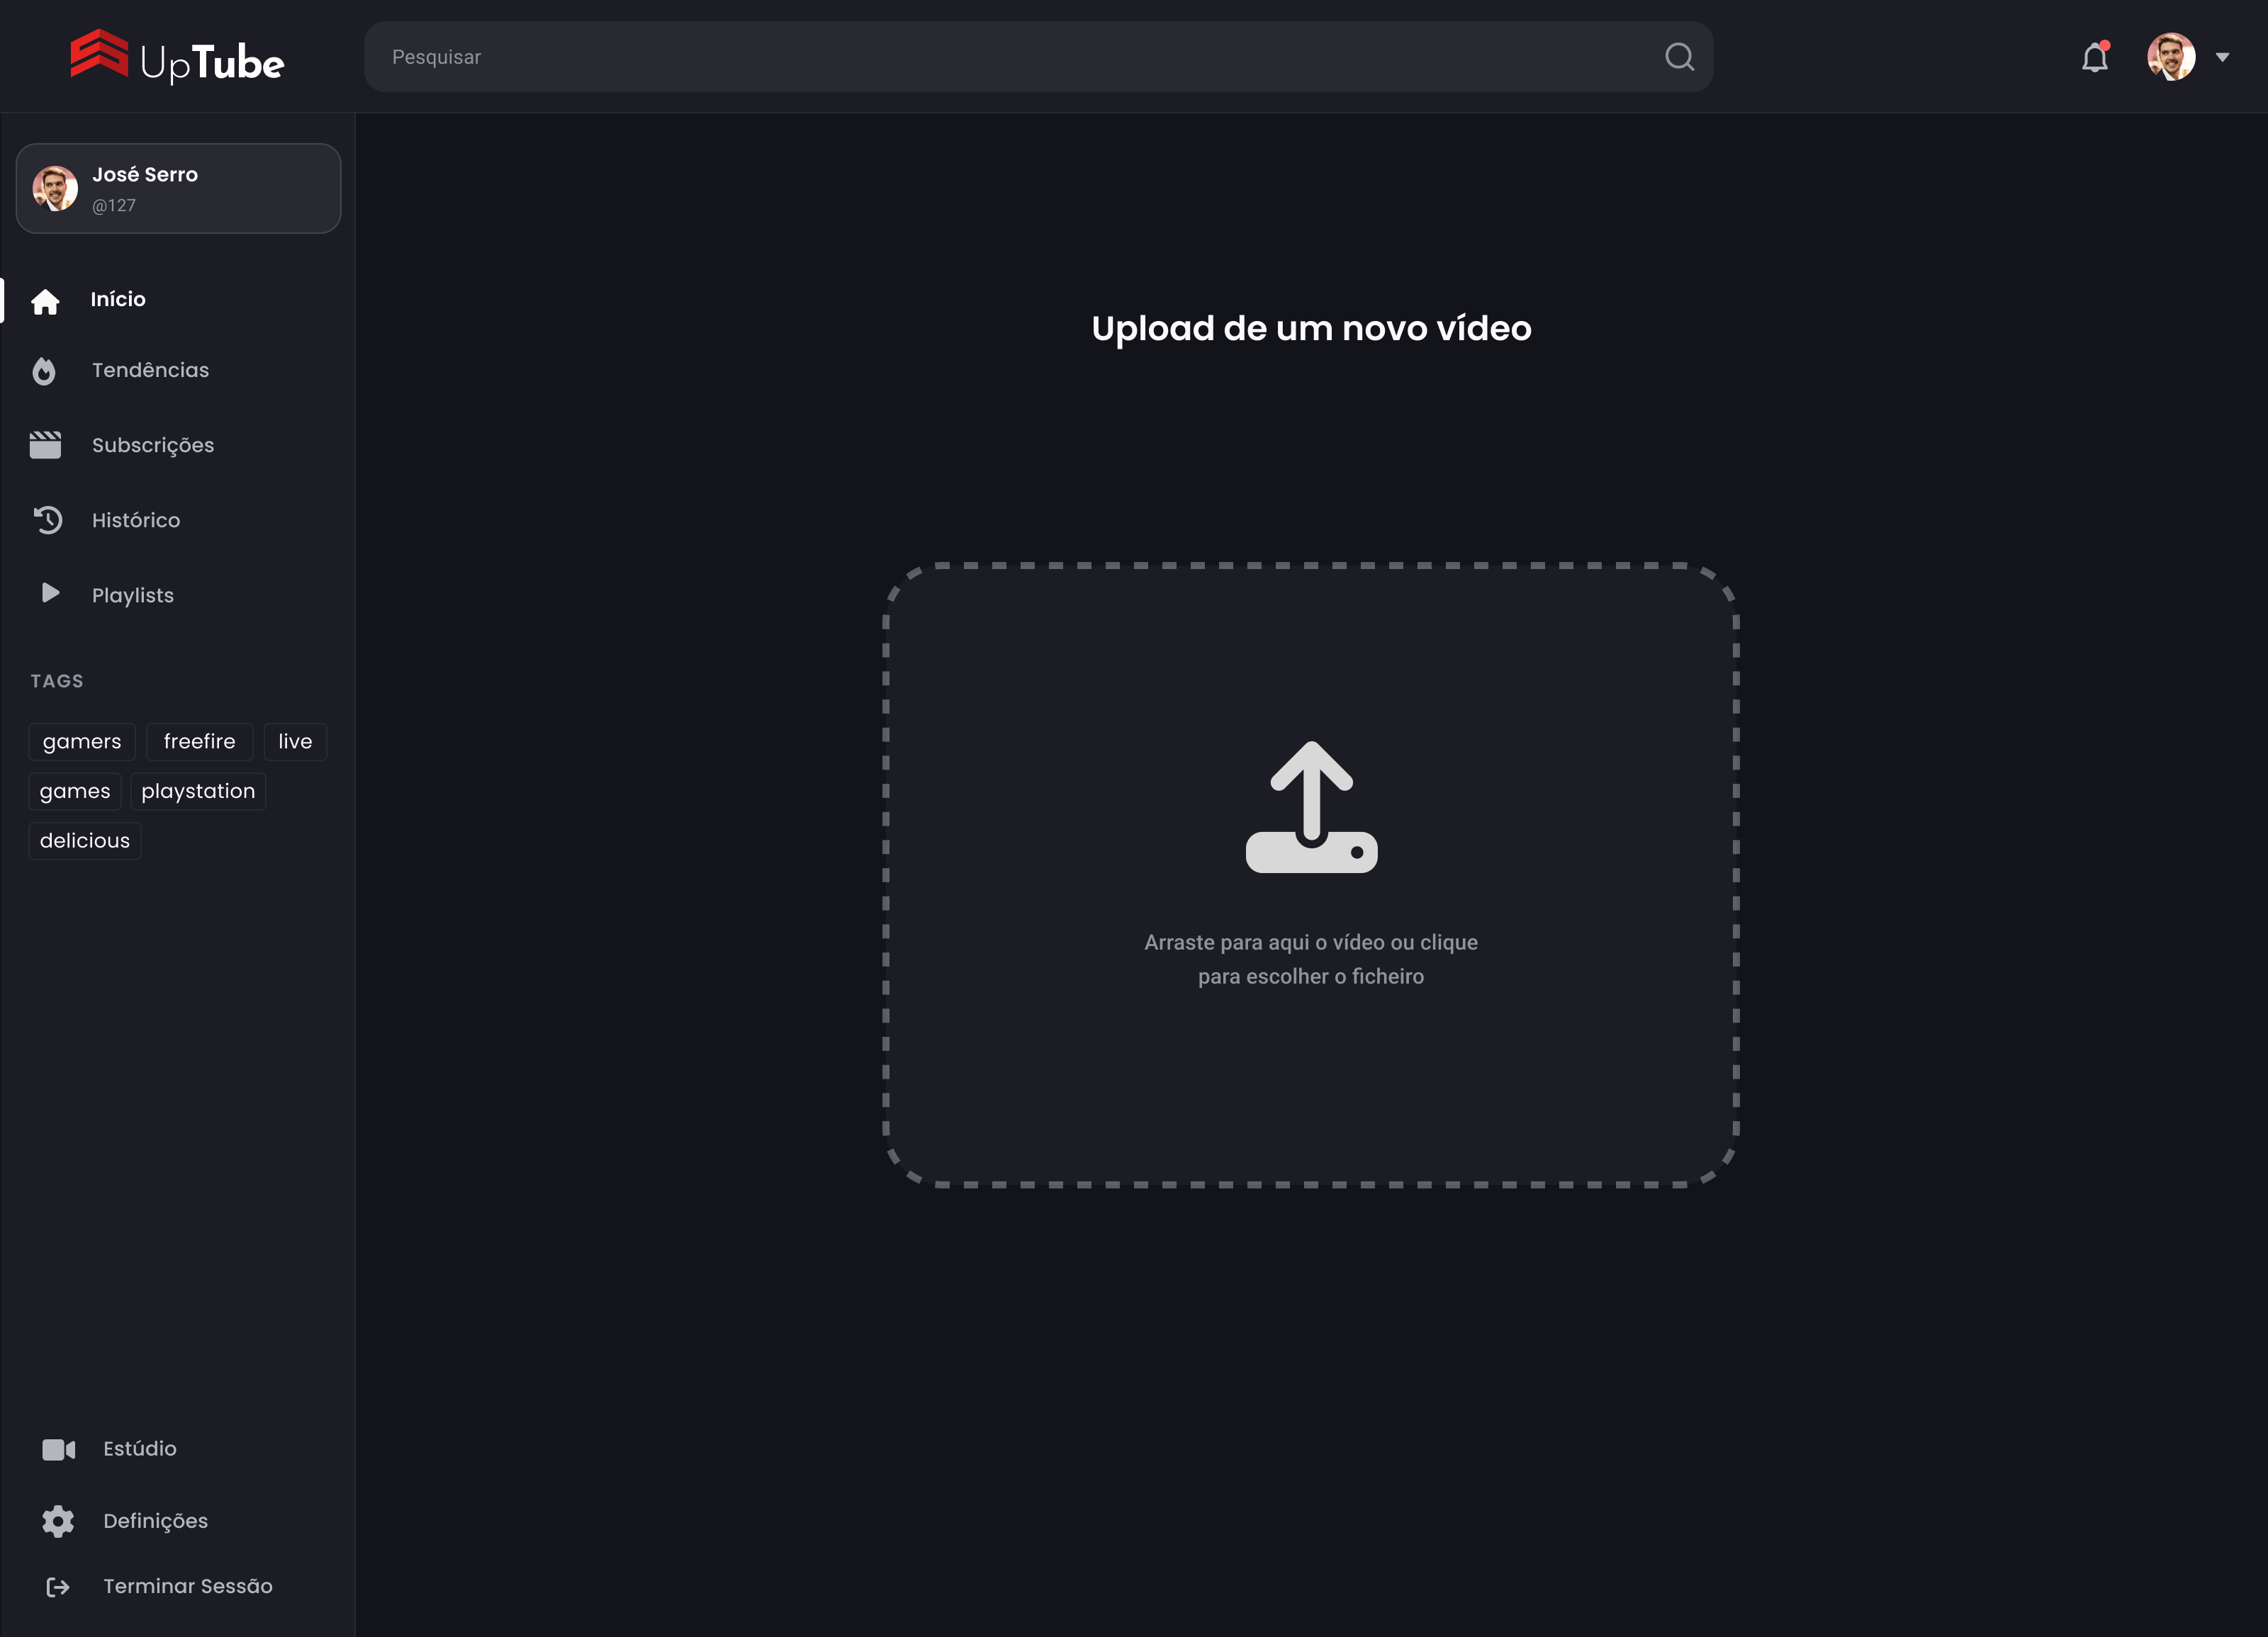 UpTube
Pesquisar
José Serro
@127
Início
Tendências
Subscrições
Histórico
Playlists
TAGS
gamers freefire live
games playstation
delicious
Estúdio
Definições
Terminar Sessão
Upload de um novo vídeo
Arraste para aqui o vídeo ou clique
para escolher o ficheiro